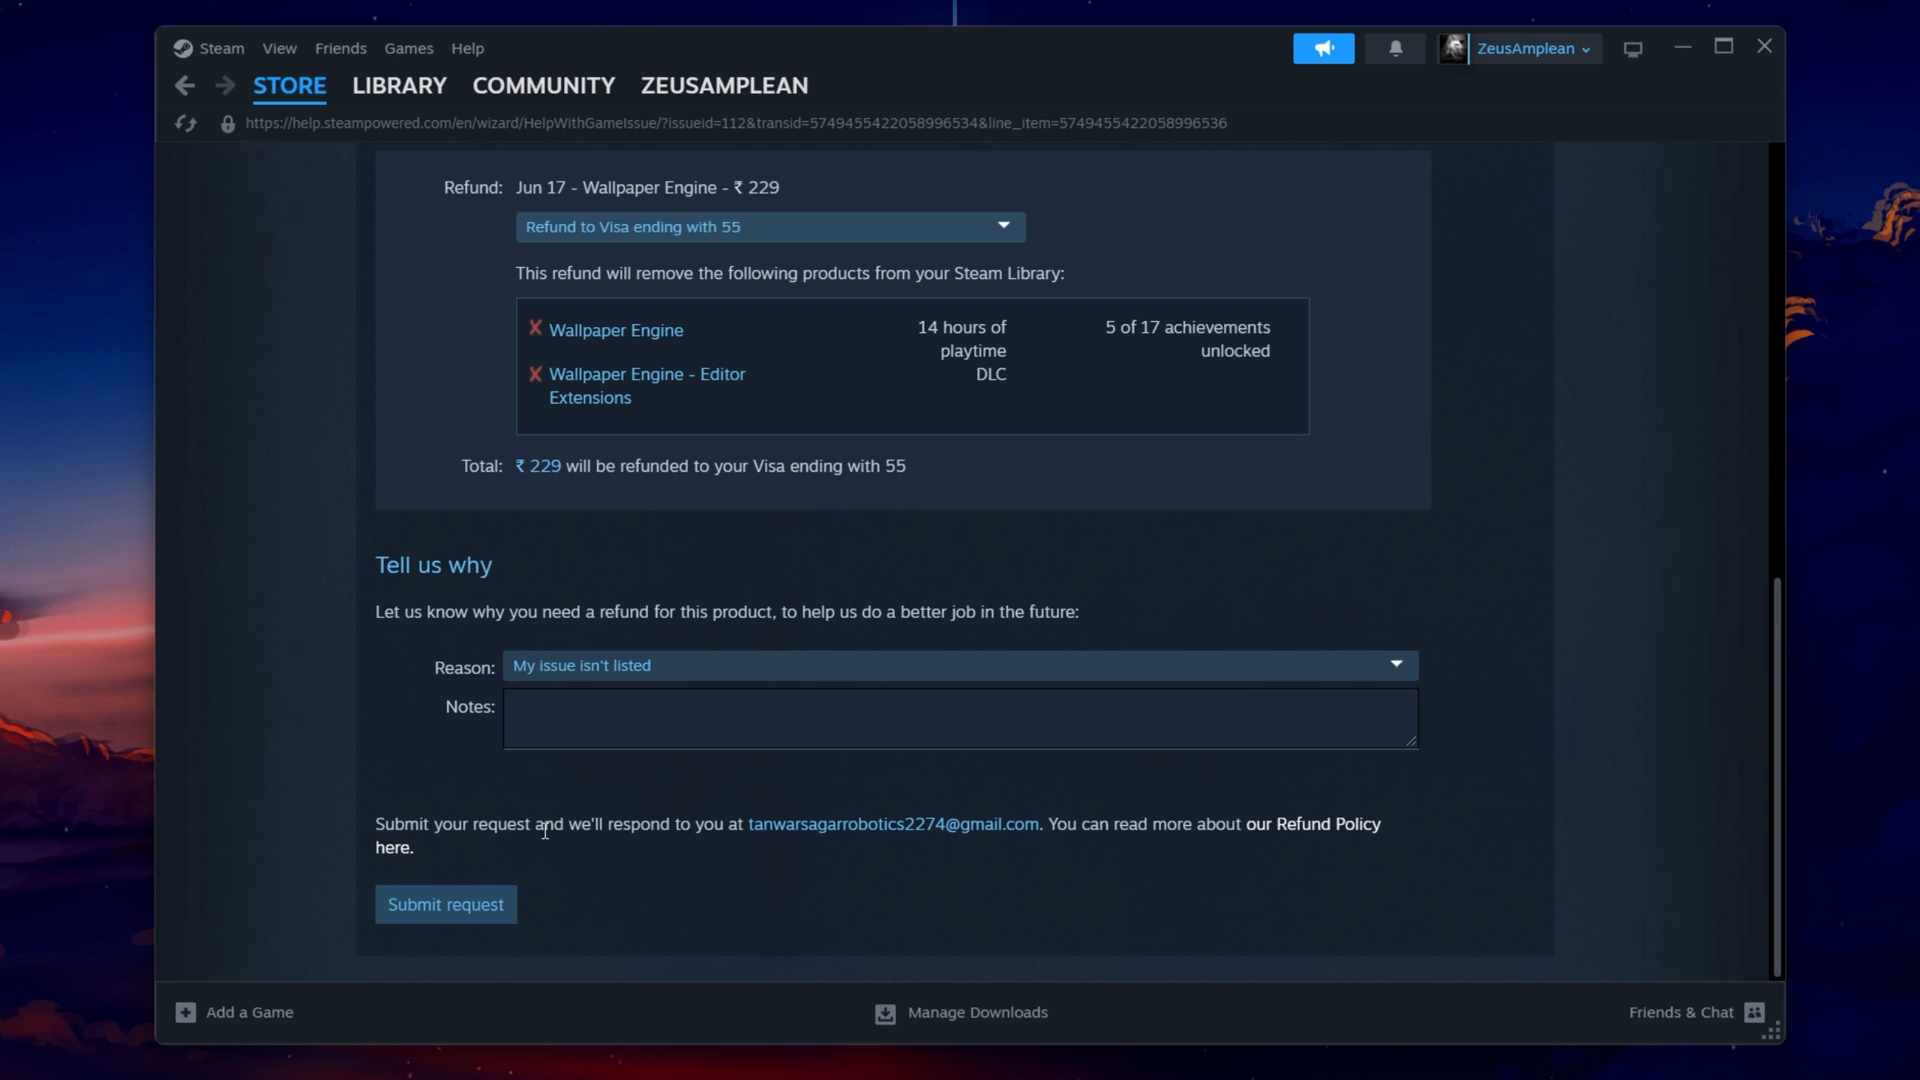 Steam View Friends Games Help ZeusAmplean
STORE LIBRARY COMMUNITY ZEUSAMPLEAN
https://help.steampowered.com/en/wizard/HelpWithGameIssue/?issueid=112&transid=5749455422058996534&line_item=5749455422058996536
Refund: Jun 17 - Wallpaper Engine - ₹ 229
Refund to Visa ending with 55
This refund will remove the following products from your Steam Library:
Wallpaper Engine 14 hours of 5 of 17 achievements
playtime unlocked
Wallpaper Engine - Editor DLC
Extensions
Total: ₹ 229 will be refunded to your Visa ending with 55
Tell us why
Let us know why you need a refund for this product, to help us do a better job in the future:
Reason: My issue isn't listed
Notes:
Submit your request and we'll respond to you at tanwarsagarrobotics2274@gmail.com. You can read more about our Refund Policy
here.
Submit request
Add a Game Manage Downloads Friends & Chat